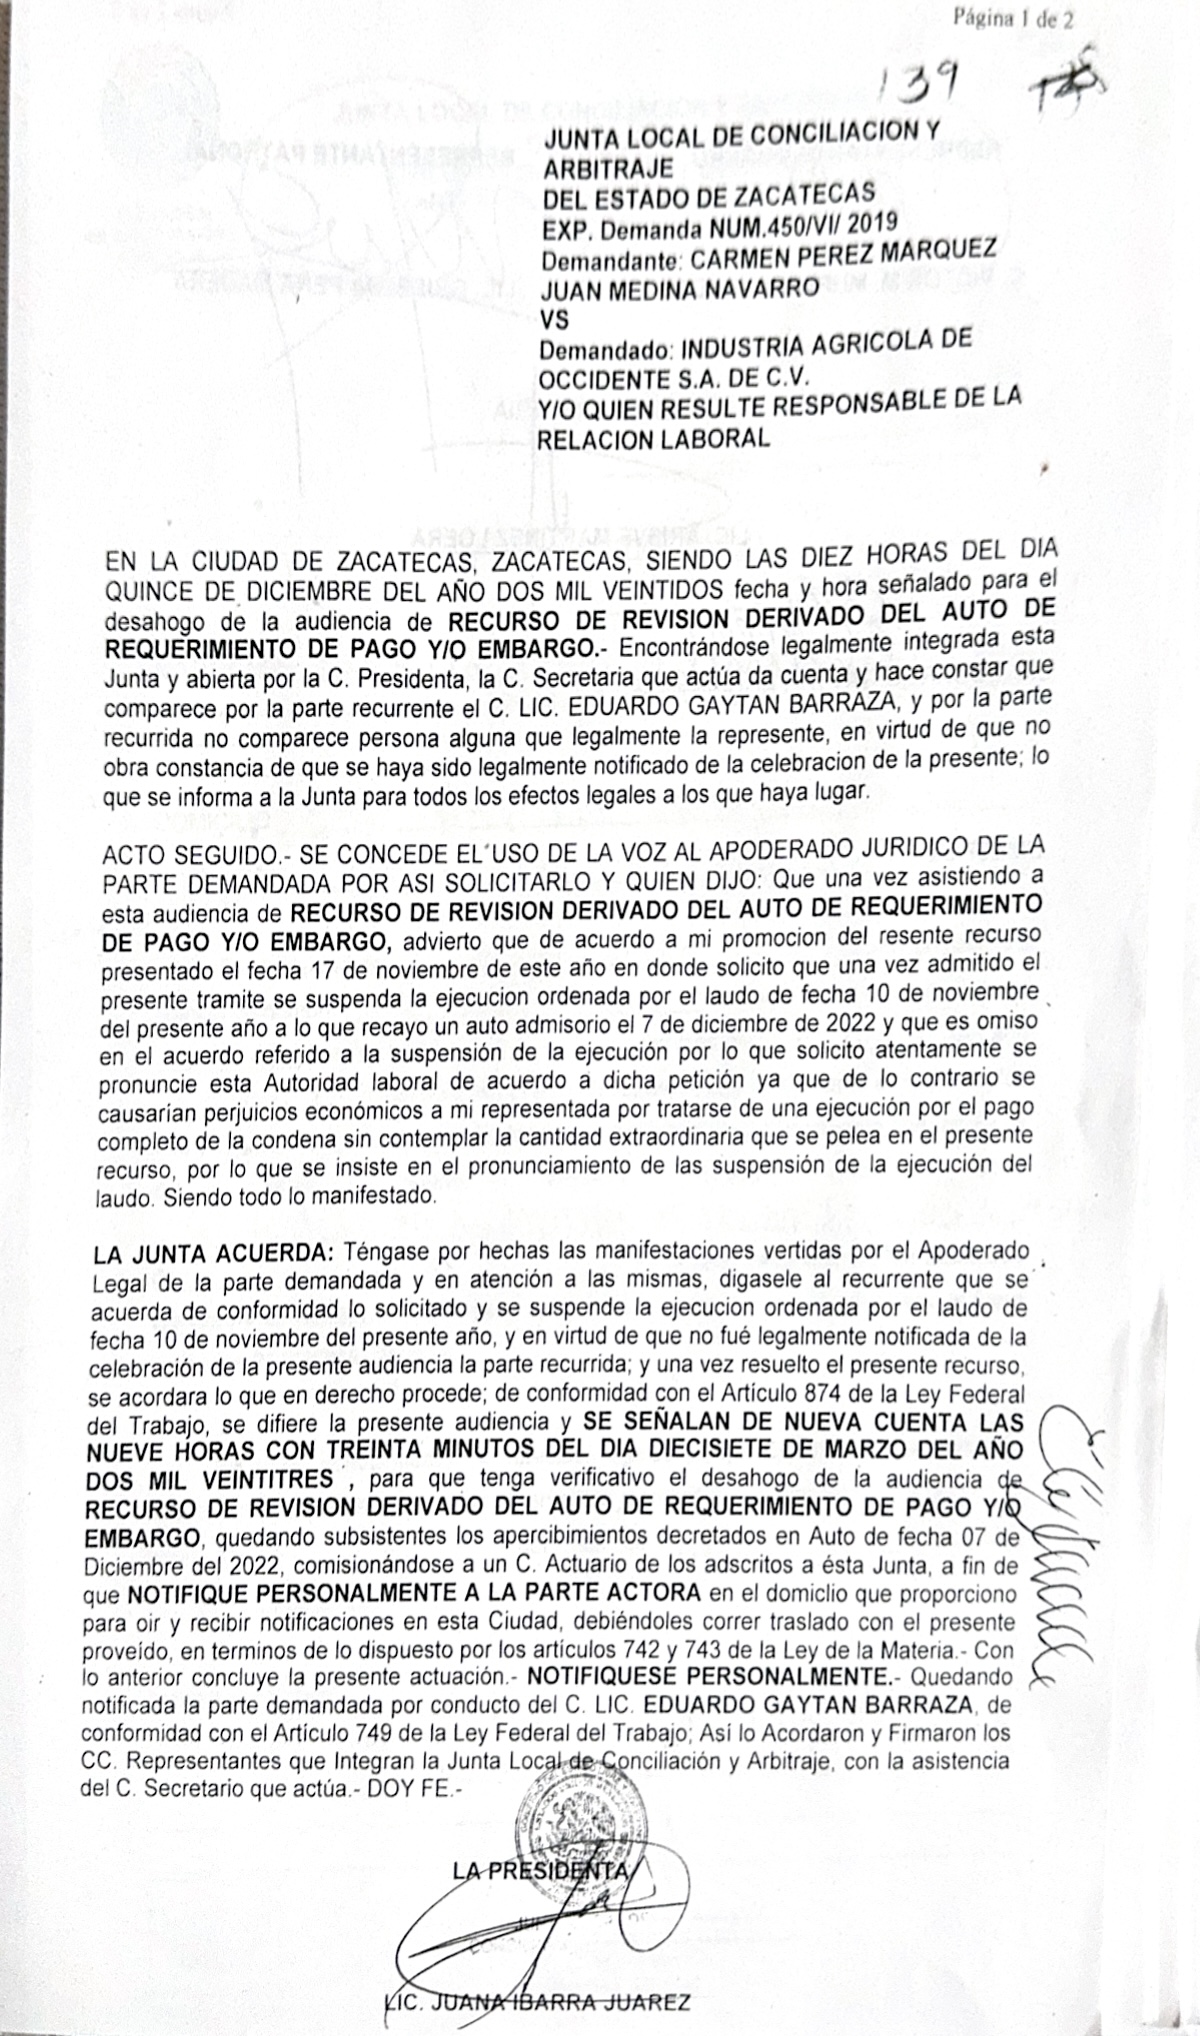 Página 1 de 2
139
JUNTA LOCAL DE CONCILIACION Y
ARBITRAJE
DEL ESTADO DE ZACATECAS
EXP. Demanda NUM.450/VI/ 2019
Demandante: CARMEN PEREZ MARQUEZ
JUAN MEDINA NAVARRO
VS
Demandado: INDUSTRIA AGRICOLA DE
OCCIDENTE S.A. DE C.V.
Y/O QUIEN RESULTE RESPONSABLE DE LA
RELACION LABORAL
EN LA CIUDAD DE ZACATECAS, ZACATECAS, SIENDO LAS DIEZ HORAS DEL DIA
QUINCE DE DICIEMBRE DEL AÑO DOS MIL VEINTIDOS fecha y hora señalado para el
desahogo de la audiencia de RECURSO DE REVISION DERIVADO DEL AUTO DE
REQUERIMIENTO DE PAGO Y/O EMBARGO.- Encontrándose legalmente integrada esta
Junta y abierta por la C. Presidenta, la C. Secretaria que actúa da cuenta y hace constar que
comparece por la parte recurrente el C. LIC. EDUARDO GAYTAN BARRAZA, y por la parte
recurrida no comparece persona alguna que legalmente la represente, en virtud de que no
obra constancia de que se haya sido legalmente notificado de la celebracion de la presente; lo
que se informa a la Junta para todos los efectos legales a los que haya lugar.
ACTO SEGUIDO.- SE CONCEDE EL USO DE LA VOZ AL APODERADO JURIDICO DE LA
PARTE DEMANDADA POR ASI SOLICITARLO Y QUIEN DIJO: Que una vez asistiendo a
esta audiencia de RECURSO DE REVISION DERIVADO DEL AUTO DE REQUERIMIENTO
DE PAGO Y/O EMBARGO, advierto que de acuerdo a mi promocion del resente recurso
presentado el fecha 17 de noviembre de este año en donde solicito que una vez admitido el
presente tramite se suspenda la ejecucion ordenada por el laudo de fecha 10 de noviembre
del presente año a lo que recayo un auto admisorio el 7 de diciembre de 2022 y que es omiso
en el acuerdo referido a la suspensión de la ejecución por lo que solicito atentamente se
pronuncie esta Autoridad laboral de acuerdo a dicha petición ya que de lo contrario se
causarían perjuicios económicos a mi representada por tratarse de una ejecución por el pago
completo de la condena sin contemplar la cantidad extraordinaria que se pelea en el presente
recurso, por lo que se insiste en el pronunciamiento de las suspensión de la ejecución del
laudo. Siendo todo lo manifestado.
LA JUNTA ACUERDA: Téngase por hechas las manifestaciones vertidas por el Apoderado
Legal de la parte demandada y en atención a las mismas, digasele al recurrente que se
acuerda de conformidad lo solicitado y se suspende la ejecucion ordenada por el laudo de
fecha 10 de noviembre del presente año, y en virtud de que no fué legalmente notificada de la
celebración de la presente audiencia la parte recurrida; y una vez resuelto el presente recurso,
se acordara lo que en derecho procede; de conformidad con el Artículo 874 de la Ley Federal
del Trabajo, se difiere la presente audiencia y SE SEÑALAN DE NUEVA CUENTA LAS
NUEVE HORAS CON TREINTA MINUTOS DEL DIA DIECISIETE DE MARZO DEL AÑO
DOS MIL VEINTITRES , para que tenga verificativo el desahogo de la audiencia de
RECURSO DE REVISION DERIVADO DEL AUTO DE REQUERIMIENTO DE PAGO Y/O
EMBARGO, quedando subsistentes los apercibimientos decretados en Auto de fecha 07 de
Diciembre del 2022, comisionándose a un C. Actuario de los adscritos a ésta Junta, a fin de
que NOTIFIQUE PERSONALMENTE A LA PARTE ACTORA en el domiclio que proporciono
para oir y recibir notificaciones en esta Ciudad, debiéndoles correr traslado con el presente
proveído, en terminos de lo dispuesto por los artículos 742 y 743 de la Ley de la Materia.- Con
lo anterior concluye la presente actuación.- NOTIFIQUESE PERSONALMENTE.- Quedando
notificada la parte demandada por conducto del C. LIC. EDUARDO GAYTAN BARRAZA, de
conformidad con el Artículo 749 de la Ley Federal del Trabajo; Así lo Acordaron y Firmaron los
CC. Representantes que Integran la Junta Local de Conciliación y Arbitraje, con la asistencia
del C. Secretario que actúa.- DOY FE.-
LA PRESIDENTA
LIC. JUANA IBARRA JUAREZ